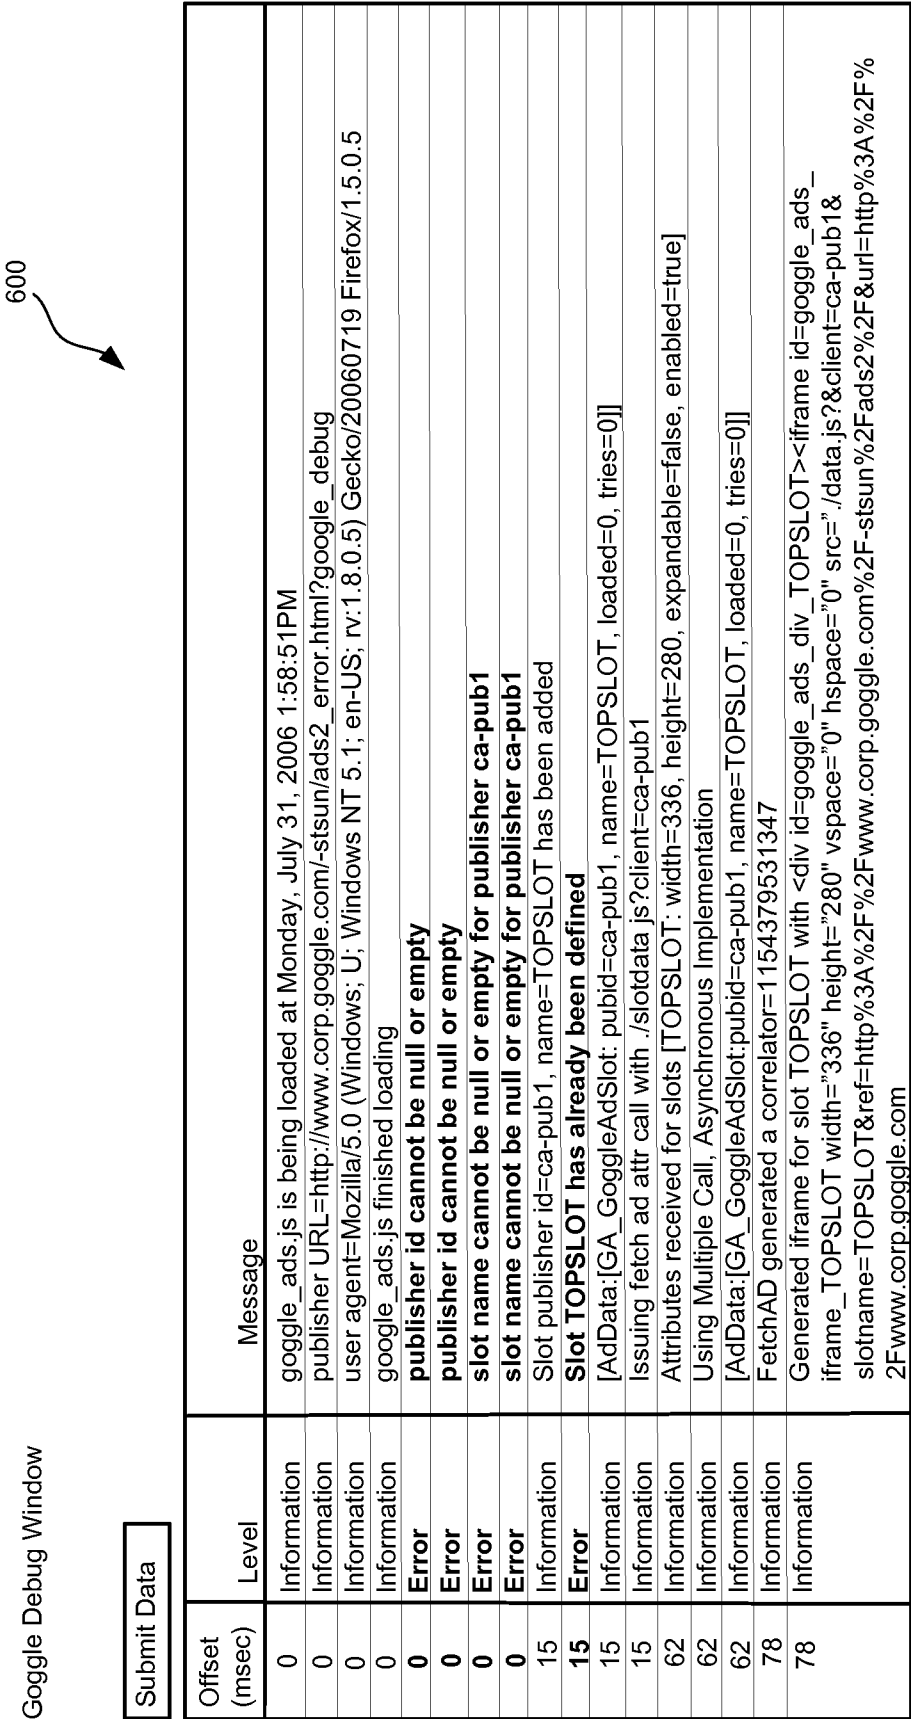 600
Goggle Debug Window
Submit Data
Offset (msec) Level Message
0 Information goggle_ads.js is being loaded at Monday, July 31, 2006 1:58:51PM
0 Information publisher URL=http://www.corp.goggle.com/-stsun/ads2_error.html?google_debug
0 Information user agent=Mozilla/5.0 (Windows; U; Windows NT 5.1; en-US; rv:1.8.0.5) Gecko/20060719 Firefox/1.5.0.5
0 Information google_ads.js finished loading
0 Error publisher id cannot be null or empty
0 Error publisher id cannot be null or empty
0 Error slot name cannot be null or empty for publisher ca-pub1
0 Error slot name cannot be null or empty for publisher ca-pub1
15 Information Slot publisher id=ca-pub1, name=TOPSLOT has been added
15 Error Slot TOPSLOT has already been defined
15 Information [AdData:[GA_GoggleAdSlot: pubid=ca-pub1, name=TOPSLOT, loaded=0, tries=0]]
15 Information Issuing fetch ad attr call with ./slotdata js?client=ca-pub1
62 Information Attributes received for slots [TOPSLOT: width=336, height=280, expandable=false, enabled=true]
62 Information Using Multiple Call, Asynchronous Implementation
62 Information [AdData:[GA_GoggleAdSlot:pubid=ca-pub1, name=TOPSLOT, loaded=0, tries=0]]
78 Information FetchAD generated a correlator=1154379531347
78 Information Generated iframe for slot TOPSLOT with <div id=goggle_ads_div_TOPSLOT><iframe id=goggle_ads_
iframe_TOPSLOT width="336" height="280" vspace="0" hspace="0" src="./data.js?&client=ca-pub1&
slotname=TOPSLOT&ref=http%3A%2F%2Fwww.corp.goggle.com%2F-stsun%2Fads2%2F&url=http%3A%2F%
2Fwww.corp.goggle.com